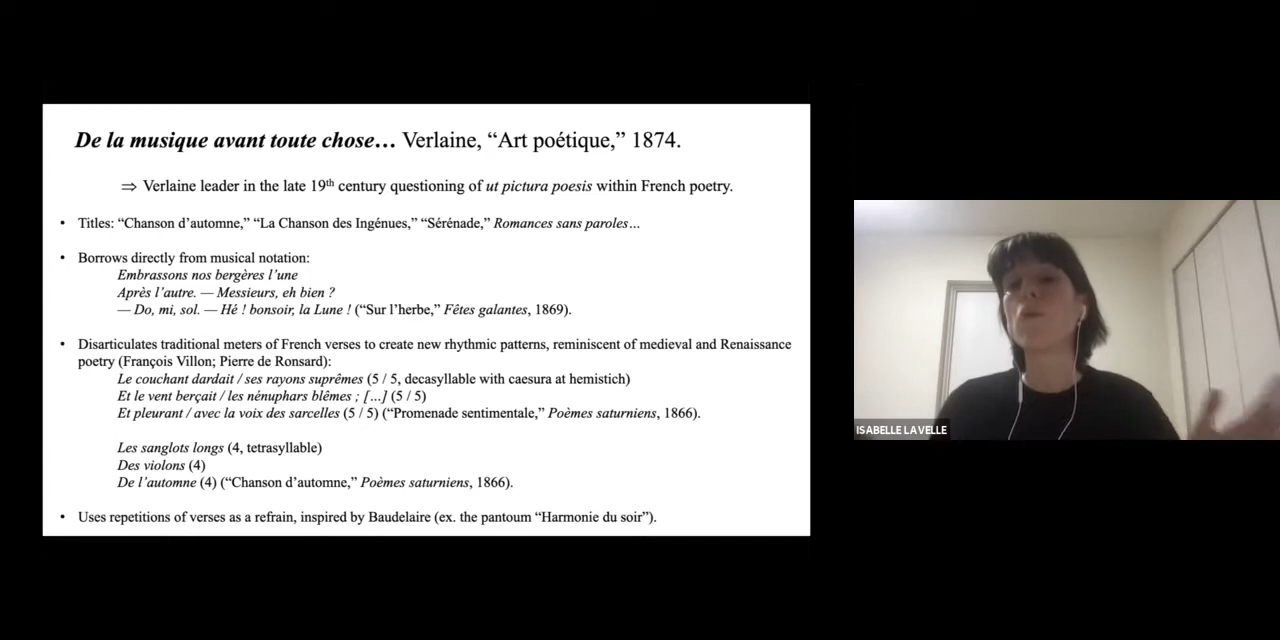 De la musique avant toute chose… Verlaine, “Art poétique,” 1874.
⇒ Verlaine leader in the late 19th century questioning of ut pictura poesis within French poetry.
• Titles: “Chanson d’automne,” “La Chanson des Ingénues,” “Sérénade,” Romances sans paroles…
• Borrows directly from musical notation:
Embrassons nos bergères l’une
Après l’autre. — Messieurs, eh bien ?
— Do, mi, sol. — Hé ! bonsoir, la Lune ! (“Sur l’herbe,” Fêtes galantes, 1869).
• Disarticulates traditional meters of French verses to create new rhythmic patterns, reminiscent of medieval and Renaissance
poetry (François Villon; Pierre de Ronsard):
Le couchant dardait / ses rayons suprêmes (5 / 5, decasyllable with caesura at hemistich)
Et le vent berçait / les nénuphars blêmes ; [...] (5 / 5)
Et pleurant / avec la voix des sarcelles (5 / 5) (“Promenade sentimentale,” Poèmes saturniens, 1866).
Les sanglots longs (4, tetrasyllable)
Des violons (4)
De l’automne (4) (“Chanson d’automne,” Poèmes saturniens, 1866).
• Uses repetitions of verses as a refrain, inspired by Baudelaire (ex. the pantoum “Harmonie du soir”).
ISABELLE LAVELLE